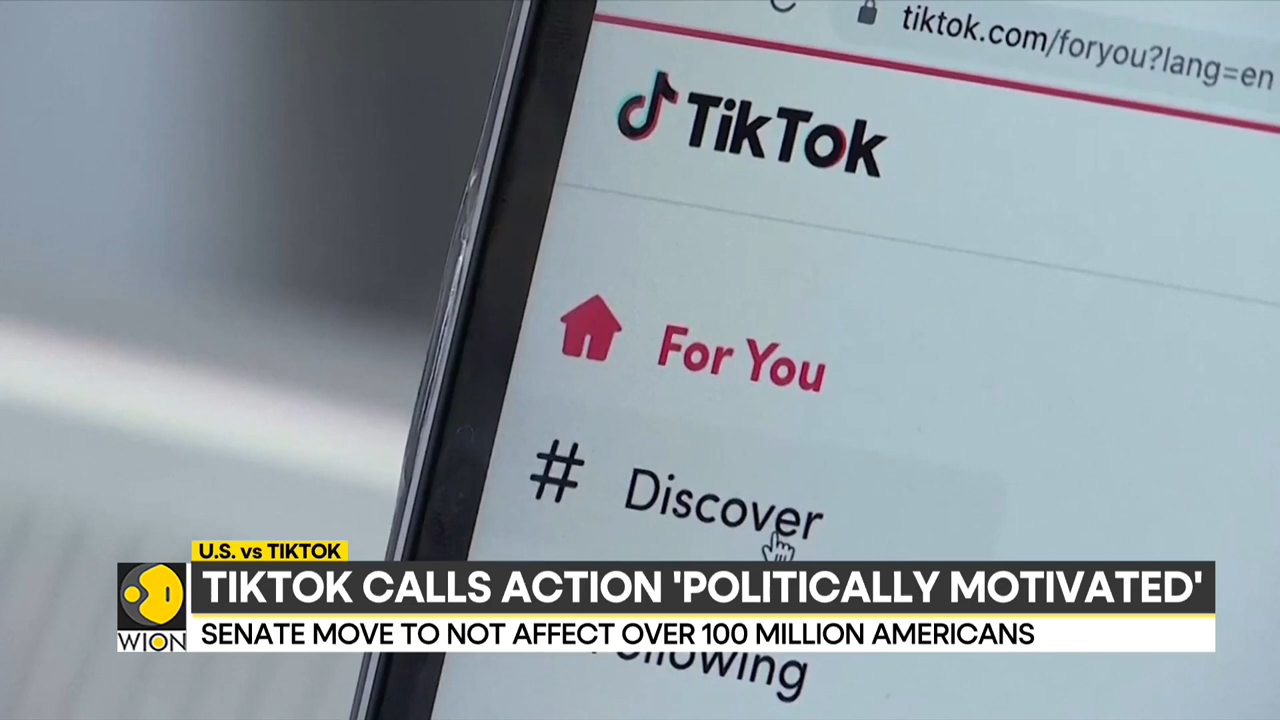 tiktok.com/foryou?lang=en
TikTok
For You
# Discover
Following
U.S. vs TIKTOK
TIKTOK CALLS ACTION 'POLITICALLY MOTIVATED'
SENATE MOVE TO NOT AFFECT OVER 100 MILLION AMERICANS
WION